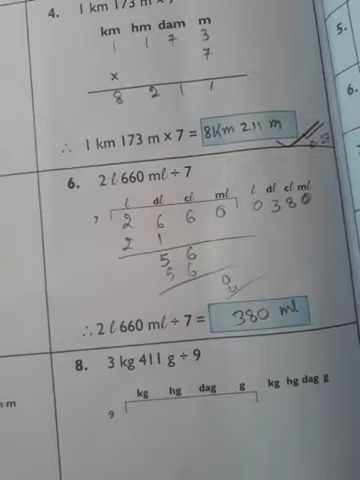 4. 1 km 173 m × 7
km hm dam m
1 1 7 3
7
×
8 2 1 1
∴ 1 km 173 m × 7 = 8Km 211 m
5.
6.
6. 2 l 660 ml ÷ 7
l dl cl ml l dl cl ml
7 2 6 6 0 0 3 8 0
2 1
5 6
5 6
0
0
∴ 2 l 660 ml ÷ 7 = 380 ml
8. 3 kg 411 g ÷ 9
kg hg dag g kg hg dag g
9
m